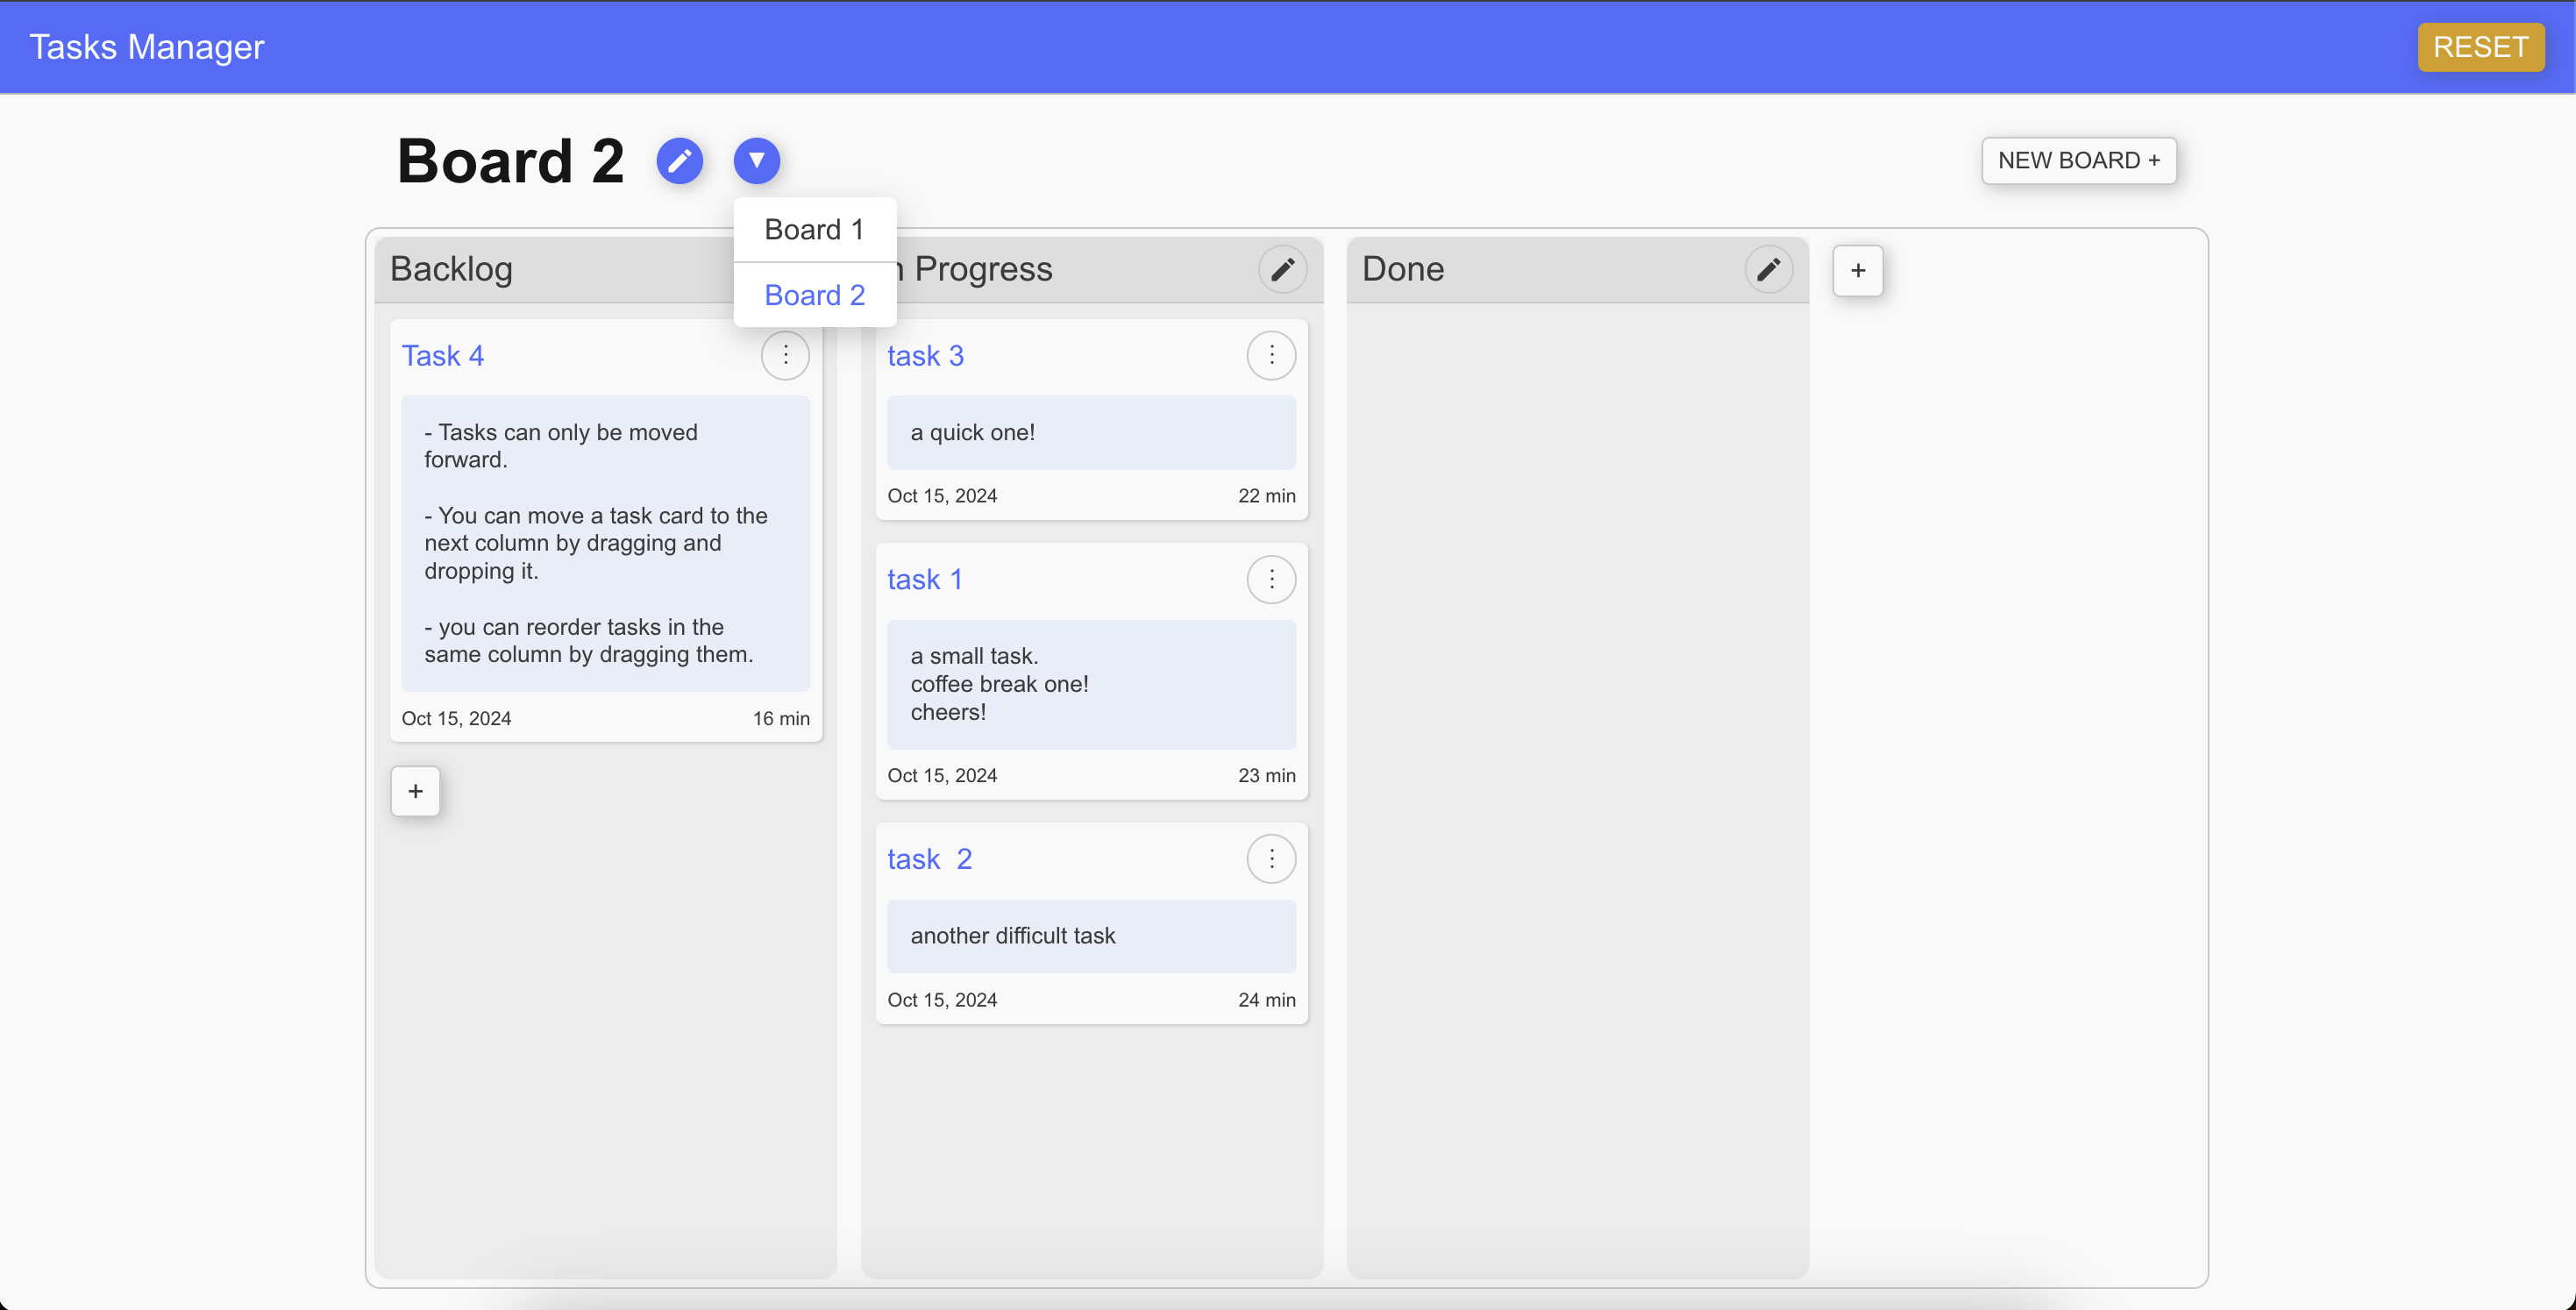 Tasks Manager
RESET
Board 2
NEW BOARD +
Board 1
Board 2
Backlog
Task 4
- Tasks can only be moved
forward.
- You can move a task card to the
next column by dragging and
dropping it.
- you can reorder tasks in the
same column by dragging them.
Oct 15, 2024
16 min
+
Progress
task 3
a quick one!
Oct 15, 2024
22 min
task 1
a small task.
coffee break one!
cheers!
Oct 15, 2024
23 min
task  2
another difficult task
Oct 15, 2024
24 min
Done
+